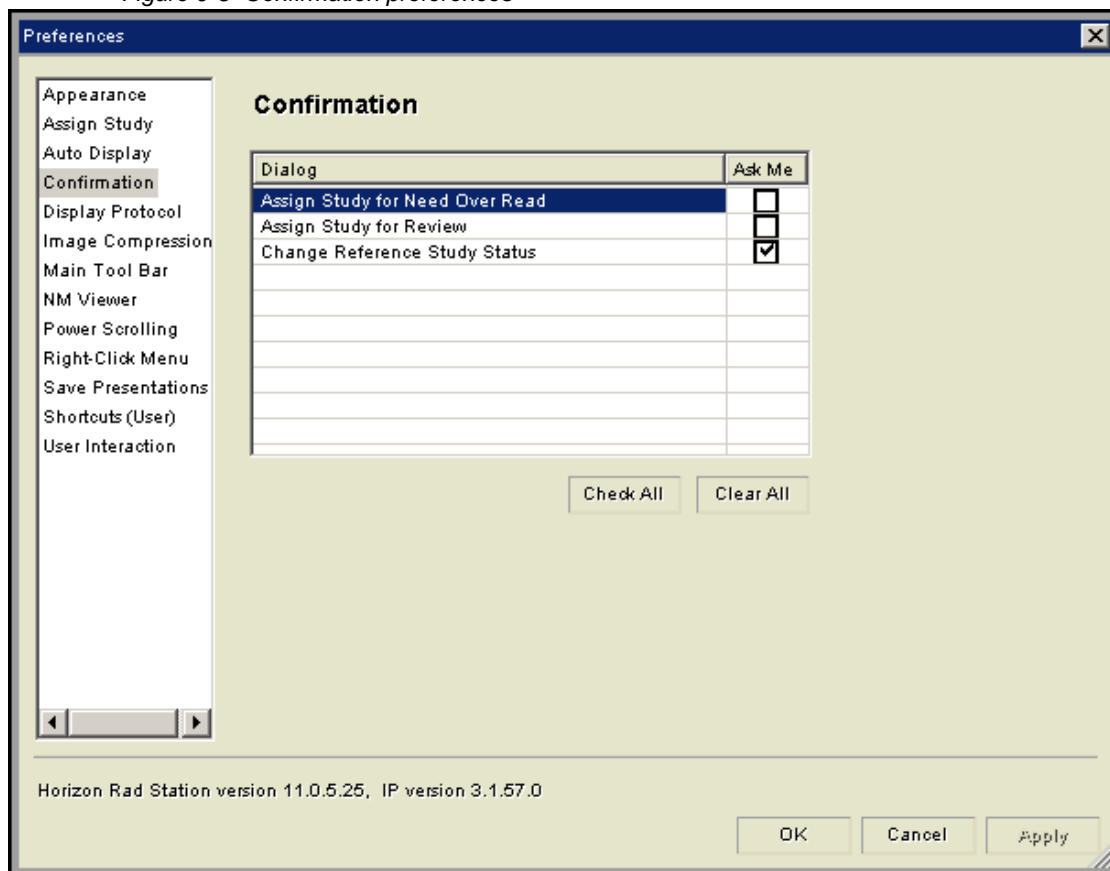 Preferences
Appearance
Assign Study
Auto Display
Confirmation
Display Protocol
Image Compression
Main Tool Bar
NM Viewer
Power Scrolling
Right-Click Menu
Save Presentations
Shortcuts (User)
User Interaction
Confirmation
Dialog Ask Me
Assign Study for Need Over Read
Assign Study for Review
Change Reference Study Status
Check All Clear All
Horizon Rad Station version 11.0.5.25, IP version 3.1.57.0
OK Cancel Apply